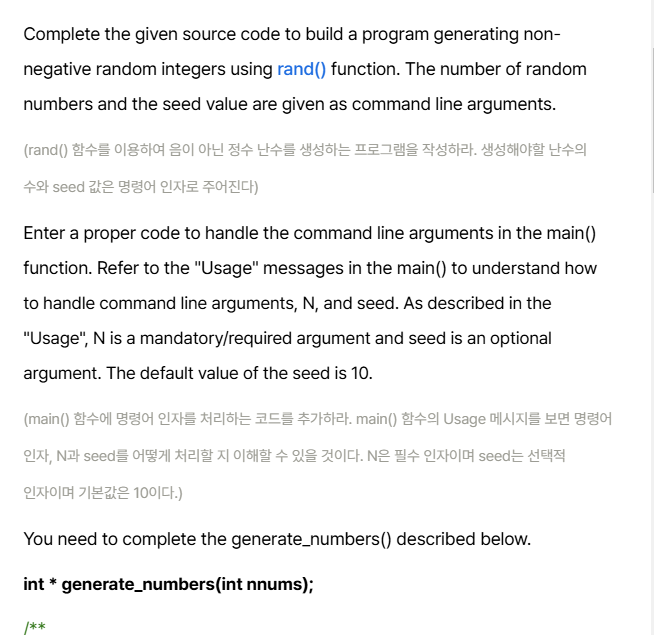 Complete the given source code to build a program generating non-
negative random integers using rand() function. The number of random
numbers and the seed value are given as command line arguments.
(rand() 함수를 이용하여 음이 아닌 정수 난수를 생성하는 프로그램을 작성하라. 생성해야할 난수의
수와 seed 값은 명령어 인자로 주어진다)
Enter a proper code to handle the command line arguments in the main()
function. Refer to the "Usage" messages in the main() to understand how
to handle command line arguments, N, and seed. As described in the
"Usage", N is a mandatory/required argument and seed is an optional
argument. The default value of the seed is 10.
(main() 함수에 명령어 인자를 처리하는 코드를 추가하라. main() 함수의 Usage 메시지를 보면 명령어
인자, N과 seed를 어떻게 처리할 지 이해할 수 있을 것이다. N은 필수 인자이며 seed는 선택적
인자이며 기본값은 10이다.)
You need to complete the generate_numbers() described below.
int * generate_numbers(int nnums);
/**